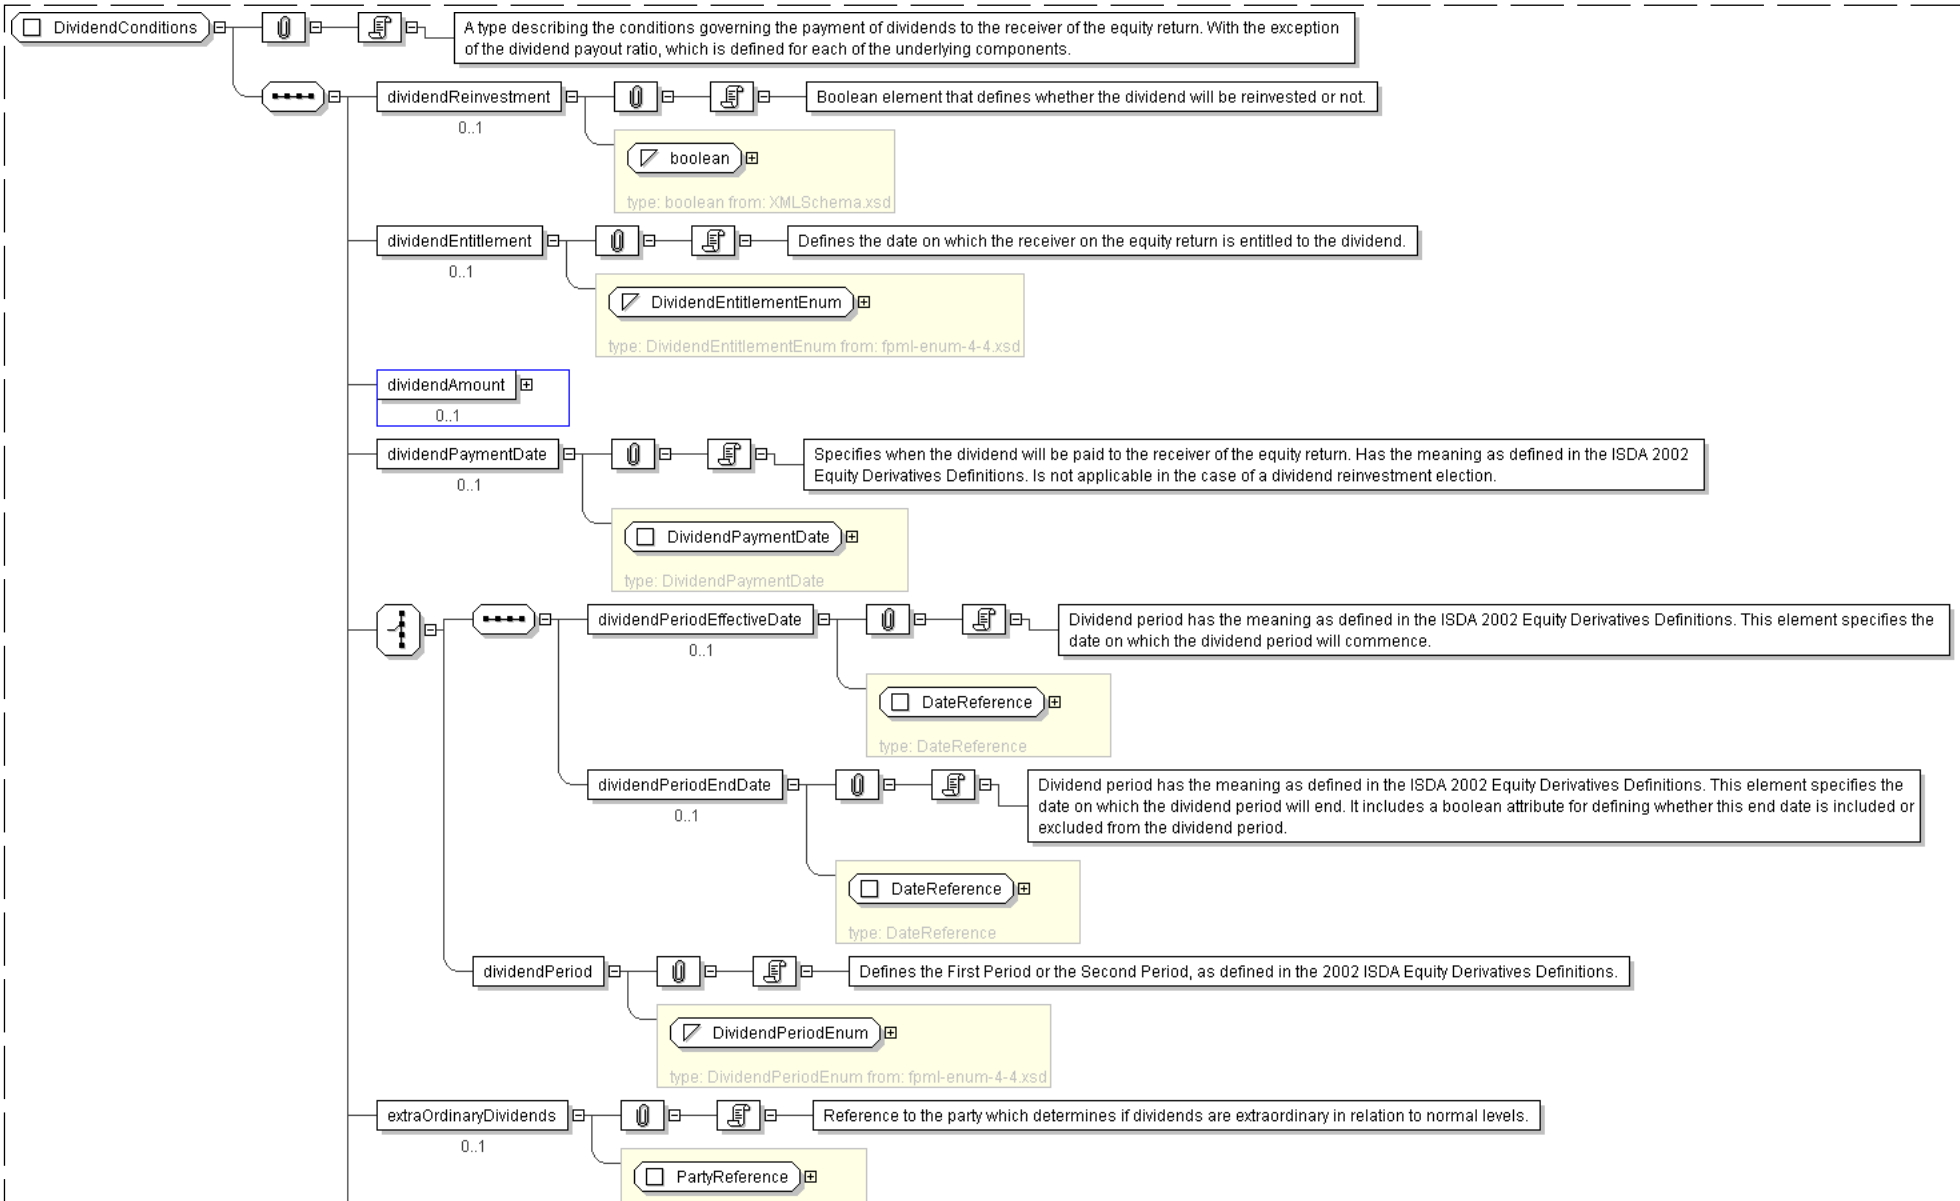 DividendConditions
A type describing the conditions governing the payment of dividends to the receiver of the equity return. With the exception
of the dividend payout ratio, which is defined for each of the underlying components.
dividendReinvestment
Boolean element that defines whether the dividend will be reinvested or not.
0..1
boolean
type: boolean from: XMLSchema.xsd
dividendEntitlement
Defines the date on which the receiver on the equity return is entitled to the dividend.
0..1
DividendEntitlementEnum
type: DividendEntitlementEnum from: fpml-enum-4-4.xsd
dividendAmount
0..1
dividendPaymentDate
Specifies when the dividend will be paid to the receiver of the equity return. Has the meaning as defined in the ISDA 2002
Equity Derivatives Definitions. Is not applicable in the case of a dividend reinvestment election.
0..1
DividendPaymentDate
type: DividendPaymentDate
dividendPeriodEffectiveDate
Dividend period has the meaning as defined in the ISDA 2002 Equity Derivatives Definitions. This element specifies the
date on which the dividend period will commence.
0..1
DateReference
type: DateReference
dividendPeriodEndDate
Dividend period has the meaning as defined in the ISDA 2002 Equity Derivatives Definitions. This element specifies the
date on which the dividend period will end. It includes a boolean attribute for defining whether this end date is included or
excluded from the dividend period.
0..1
DateReference
type: DateReference
dividendPeriod
Defines the First Period or the Second Period, as defined in the 2002 ISDA Equity Derivatives Definitions.
DividendPeriodEnum
type: DividendPeriodEnum from: fpml-enum-4-4.xsd
extraOrdinaryDividends
Reference to the party which determines if dividends are extraordinary in relation to normal levels.
0..1
PartyReference